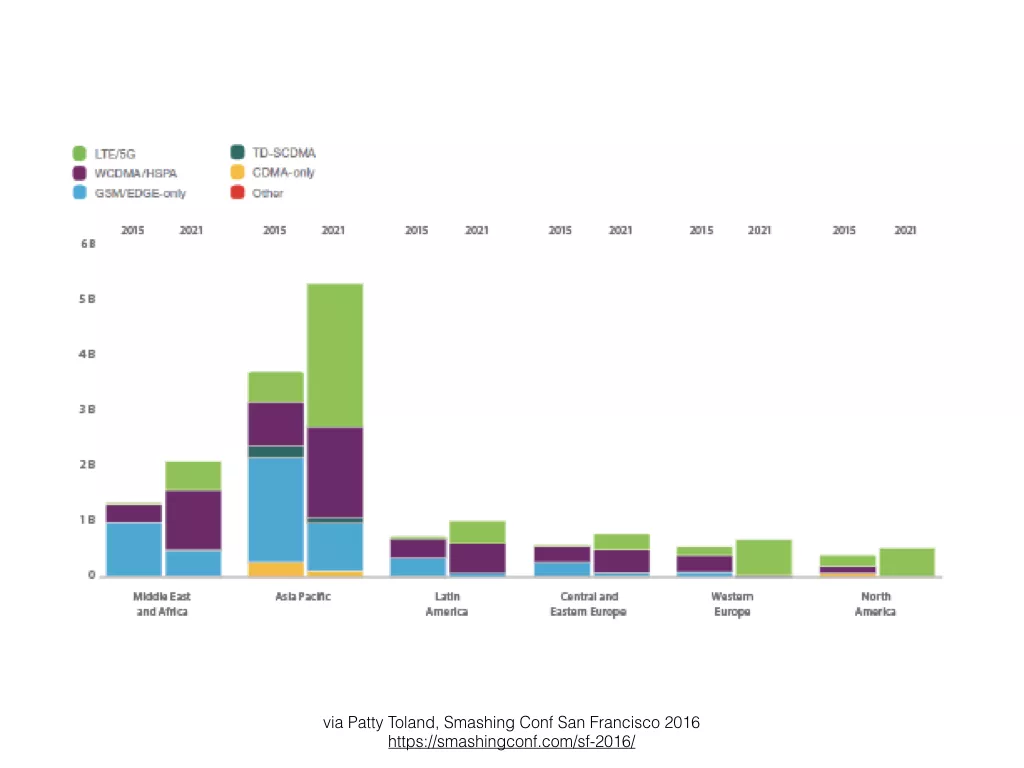 LTE/5G
WCDMA/HSPA
GSM/EDGE-only
TD-SCDMA
CDMA-only
Other
2015 2021 2015 2021 2015 2021 2015 2021 2015 2021 2015 2021
6 B
5 B
4 B
3 B
2 B
1 B
0
Middle East
and Africa
Asia Pacific
Latin
America
Central and
Eastern Europe
Western
Europe
North
America
via Patty Toland, Smashing Conf San Francisco 2016
https://smashingconf.com/sf-2016/